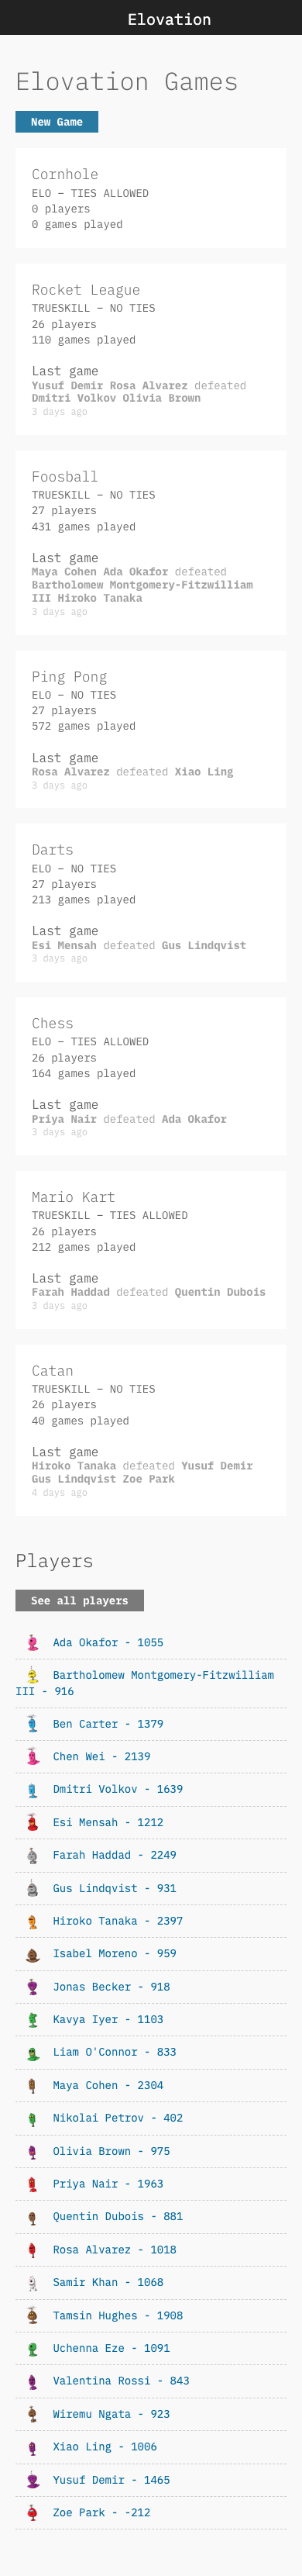 Elovation
Elovation Games
New Game
Cornhole
ELO – TIES ALLOWED
0 players
0 games played
Rocket League
TRUESKILL – NO TIES
26 players
110 games played
Last game
Yusuf Demir Rosa Alvarez defeated
Dmitri Volkov Olivia Brown
3 days ago
Foosball
TRUESKILL – NO TIES
27 players
431 games played
Last game
Maya Cohen Ada Okafor defeated
Bartholomew Montgomery-Fitzwilliam
III Hiroko Tanaka
3 days ago
Ping Pong
ELO – NO TIES
27 players
572 games played
Last game
Rosa Alvarez defeated Xiao Ling
3 days ago
Darts
ELO – NO TIES
27 players
213 games played
Last game
Esi Mensah defeated Gus Lindqvist
3 days ago
Chess
ELO – TIES ALLOWED
26 players
164 games played
Last game
Priya Nair defeated Ada Okafor
3 days ago
Mario Kart
TRUESKILL – TIES ALLOWED
26 players
212 games played
Last game
Farah Haddad defeated Quentin Dubois
3 days ago
Catan
TRUESKILL – NO TIES
26 players
40 games played
Last game
Hiroko Tanaka defeated Yusuf Demir
Gus Lindqvist Zoe Park
4 days ago
Players
See all players
Ada Okafor - 1055
Bartholomew Montgomery-Fitzwilliam
III - 916
Ben Carter - 1379
Chen Wei - 2139
Dmitri Volkov - 1639
Esi Mensah - 1212
Farah Haddad - 2249
Gus Lindqvist - 931
Hiroko Tanaka - 2397
Isabel Moreno - 959
Jonas Becker - 918
Kavya Iyer - 1103
Liam O'Connor - 833
Maya Cohen - 2304
Nikolai Petrov - 402
Olivia Brown - 975
Priya Nair - 1963
Quentin Dubois - 881
Rosa Alvarez - 1018
Samir Khan - 1068
Tamsin Hughes - 1908
Uchenna Eze - 1091
Valentina Rossi - 843
Wiremu Ngata - 923
Xiao Ling - 1006
Yusuf Demir - 1465
Zoe Park - -212